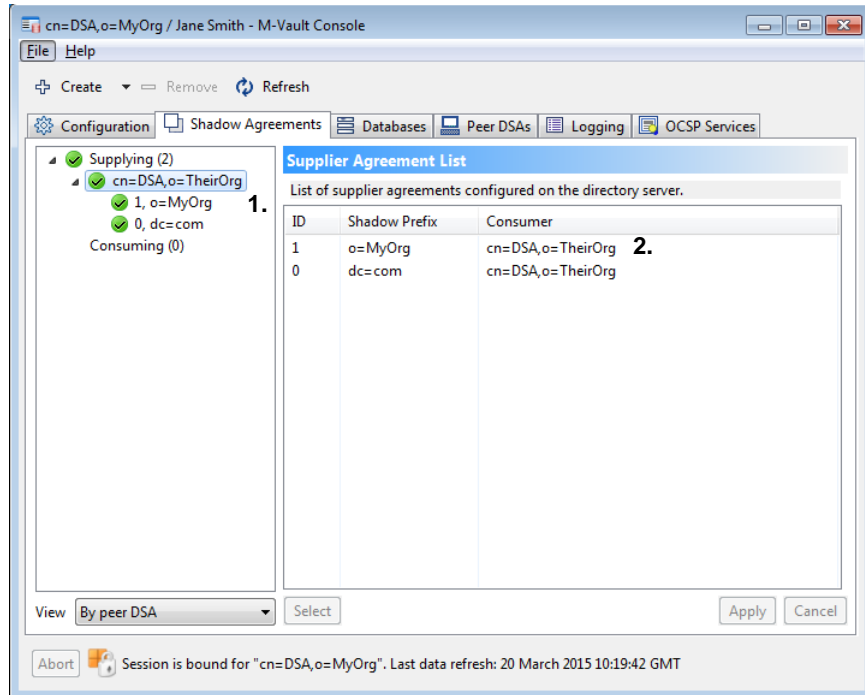 cn=DSA,o=MyOrg / Jane Smith - M-Vault Console
File Help
Create Remove Refresh
Configuration Shadow Agreements Databases Peer DSAs Logging OCSP Services
Supplying (2)
cn=DSA,o=TheirOrg
1, o=MyOrg 1.
0, dc=com
Consuming (0)
Supplier Agreement List
List of supplier agreements configured on the directory server.
ID Shadow Prefix Consumer
1 o=MyOrg cn=DSA,o=TheirOrg 2.
0 dc=com cn=DSA,o=TheirOrg
View By peer DSA Select Apply Cancel
Abort Session is bound for "cn=DSA,o=MyOrg". Last data refresh: 20 March 2015 10:19:42 GMT